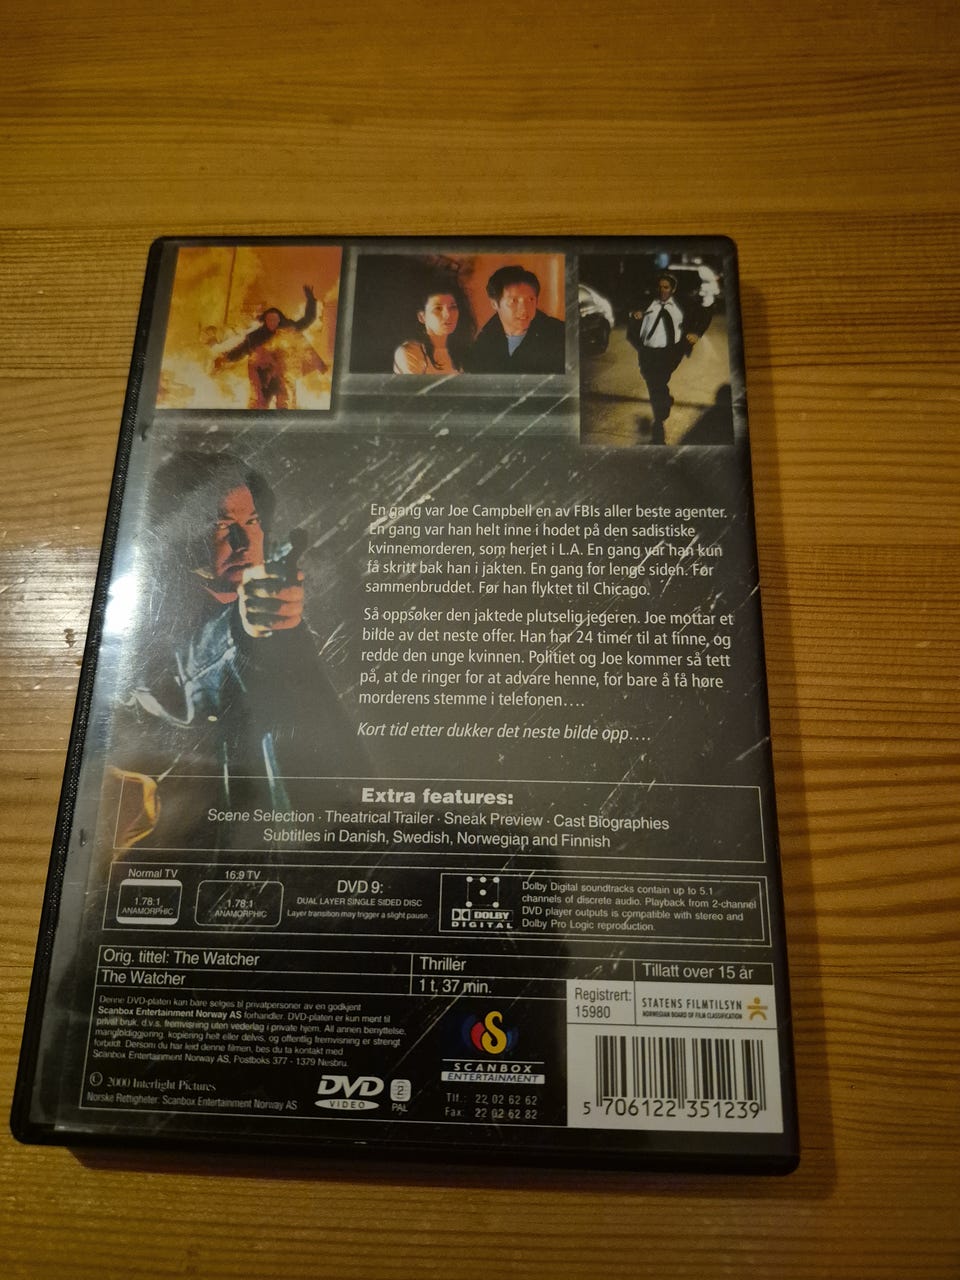 En gang var Joe Campbell en av FBIs aller beste agenter.
En gang var han helt inne i hodet på den sadistiske
kvinnemorderen, som herjet i L.A. En gang var han kun
få skritt bak han i jakten. En gang for lenge siden. Før
sammenbruddet. Før han flyktet til Chicago.
Så oppsøker den jaktede plutselig jegeren. Joe mottar et
bilde av det neste offer. Han har 24 timer til at finne, og
redde den unge kvinnen. Politiet og Joe kommer så tett
på, at de ringer for at advare henne, for bare å få høre
morderens stemme i telefonen....
Kort tid etter dukker det neste bilde opp....
Extra features:
Scene Selection · Theatrical Trailer · Sneak Preview · Cast Biographies
Subtitles in Danish, Swedish, Norwegian and Finnish
Normal TV
1.78:1
ANAMORPHIC
16:9 TV
1.78:1
ANAMORPHIC
DVD 9:
DUAL LAYER SINGLE SIDED DISC
Layer transition may trigger a slight pause.
DOLBY
DIGITAL
Dolby Digital soundtracks contain up to 5.1
channels of discrete audio. Playback from 2-channel
DVD player outputs is compatible with stereo and
Dolby Pro Logic reproduction.
Orig. tittel: The Watcher
The Watcher
Thriller
1 t, 37 min.
Tillatt over 15 år
Registrert:
15980
STATENS FILMTILSYN
NORWEGIAN BOARD OF FILM CLASSIFICATION
Denne DVD-platen kan bare selges til privatpersoner av en godkjent
Scanbox Entertainment Norway AS forhandler. DVD-platen er kun ment til
privat bruk, d.v.s. fremvisning uten vederlag i private hjem. All annen benyttelse,
mangfoldiggjøring, kopiering helt eller delvis, og offentlig fremvisning er strengt
forbudt. Dersom du har leid denne filmen, bes du ta kontakt med
Scanbox Entertainment Norway AS, Postboks 377 - 1379 Nesbru.
© 2000 Interlight Pictures
Norske Rettigheter: Scanbox Entertainment Norway AS
DVD
VIDEO
2
PAL
S
SCANBOX
ENTERTAINMENT
Tlf.: 22 02 62 62
Fax: 22 02 62 82
5 706122 351239